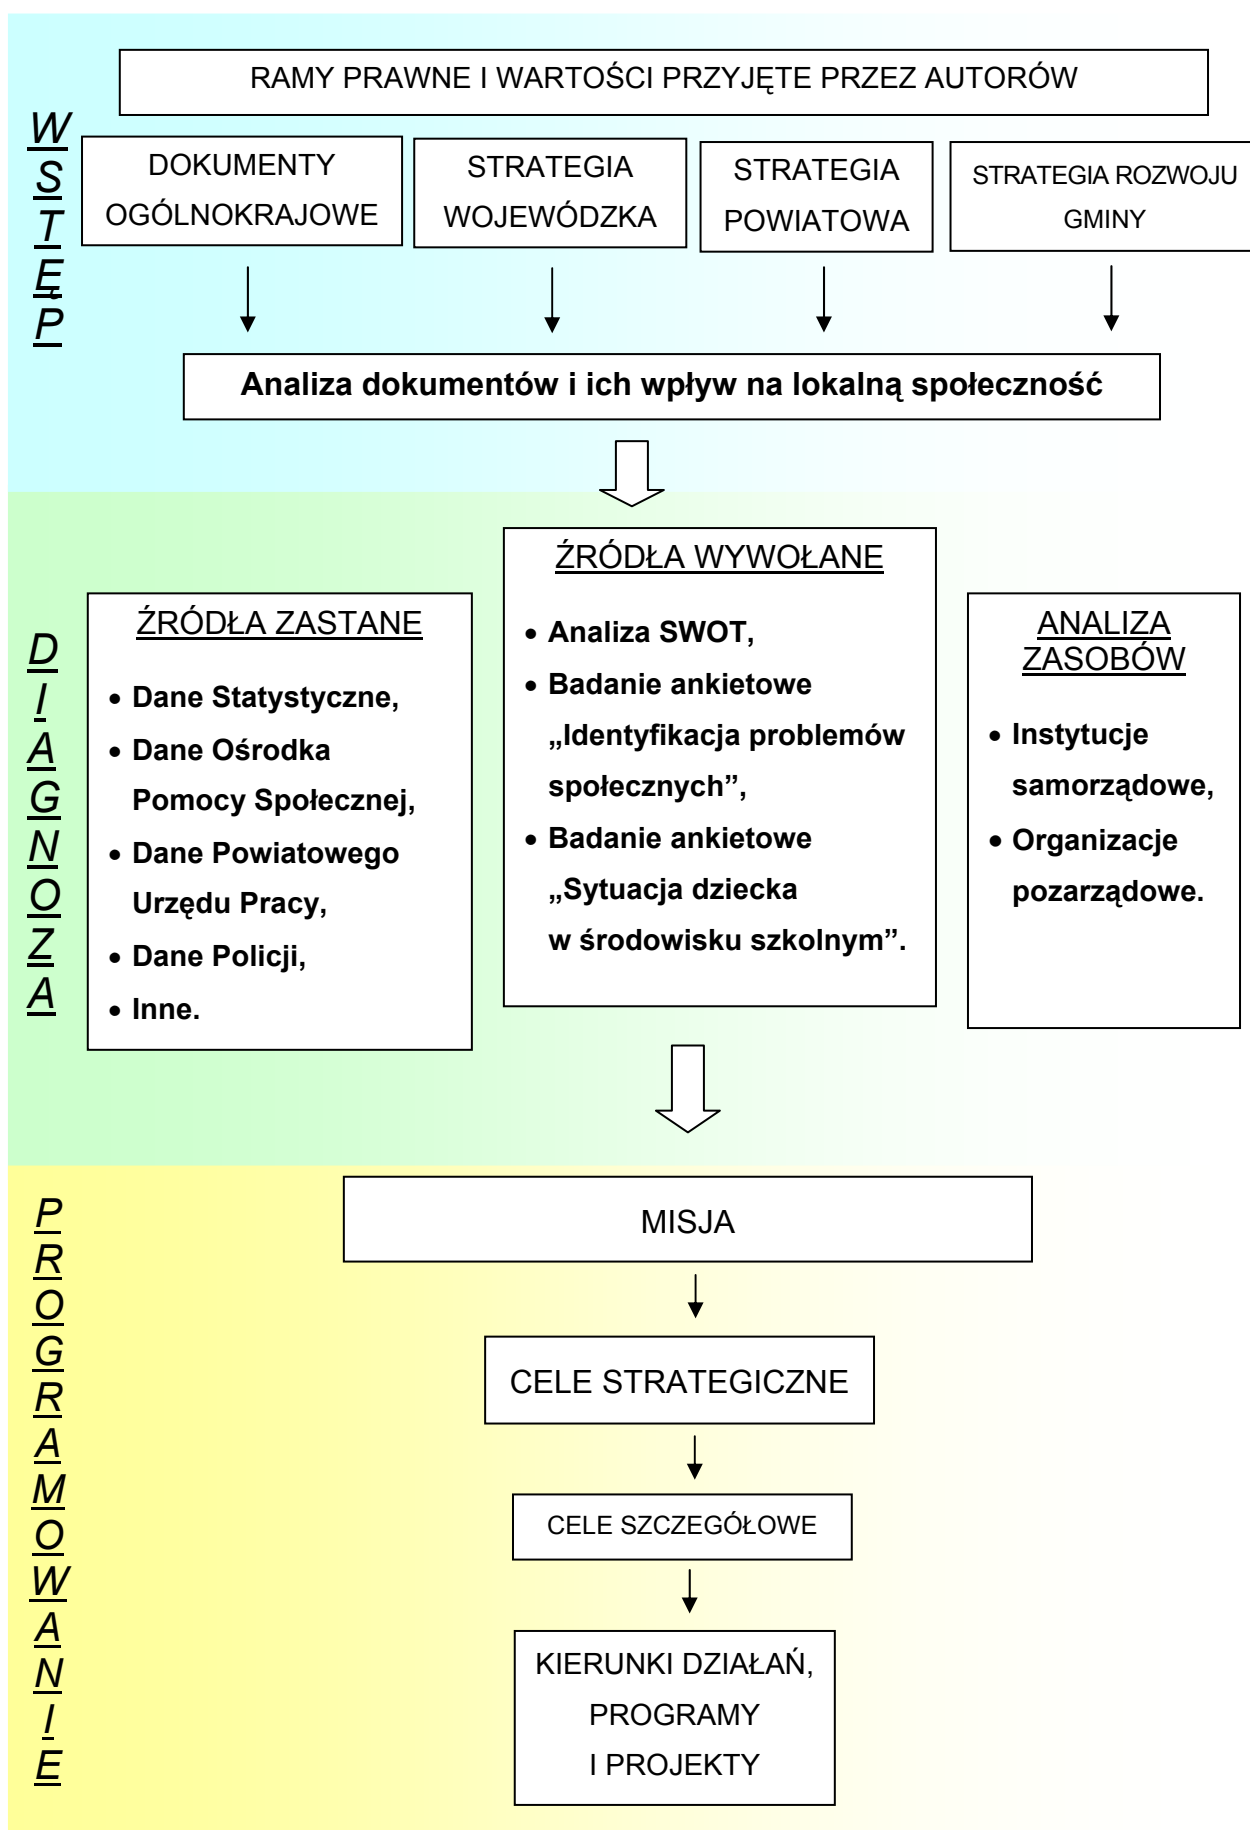 WSTĘP
RAMY PRAWNE I WARTOŚCI PRZYJĘTE PRZEZ AUTORÓW
DOKUMENTY
OGÓLNOKRAJOWE
STRATEGIA
WOJEWÓDZKA
STRATEGIA
POWIATOWA
STRATEGIA ROZWOJU
GMINY
Analiza dokumentów i ich wpływ na lokalną społeczność
DIAGNOZA
ŹRÓDŁA ZASTANE
• Dane Statystyczne,
• Dane Ośrodka
Pomocy Społecznej,
• Dane Powiatowego
Urzędu Pracy,
• Dane Policji,
• Inne.
ŹRÓDŁA WYWOŁANE
• Analiza SWOT,
• Badanie ankietowe
„Identyfikacja problemów
społecznych”,
• Badanie ankietowe
„Sytuacja dziecka
w środowisku szkolnym”.
ANALIZA
ZASOBÓW
• Instytucje
samorządowe,
• Organizacje
pozarządowe.
PROGRAMOWANIE
MISJA
CELE STRATEGICZNE
CELE SZCZEGÓŁOWE
KIERUNKI DZIAŁAŃ,
PROGRAMY
I PROJEKTY